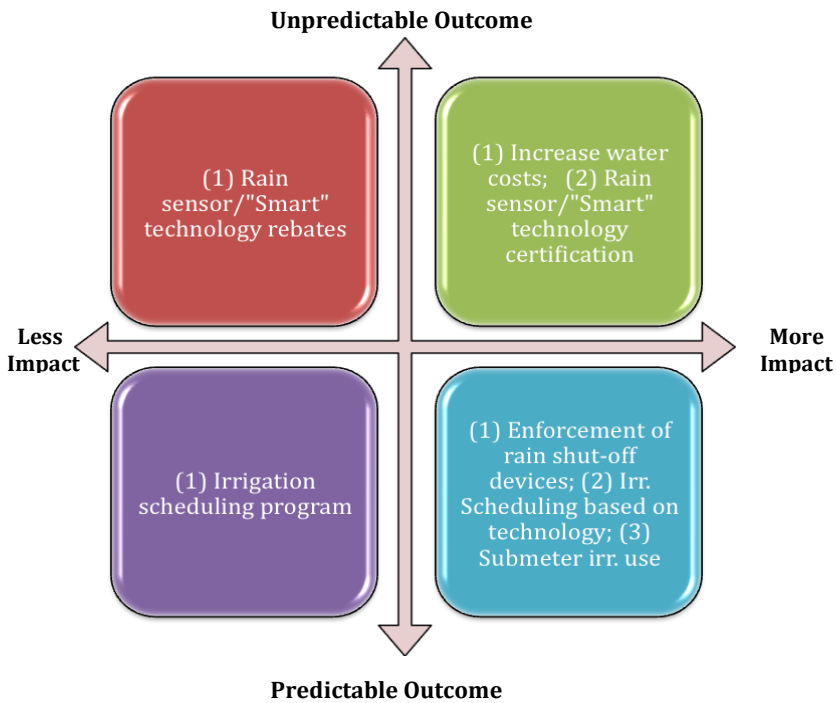 Unpredictable Outcome
(1) Rain
sensor/"Smart"
technology rebates
(1) Increase water
costs;   (2) Rain
sensor/"Smart"
technology
certification
Less
Impact
More
Impact
(1) Irrigation
scheduling program
(1) Enforcement of
rain shut-off
devices; (2) Irr.
Scheduling based on
technology; (3)
Submeter irr. use
Predictable Outcome